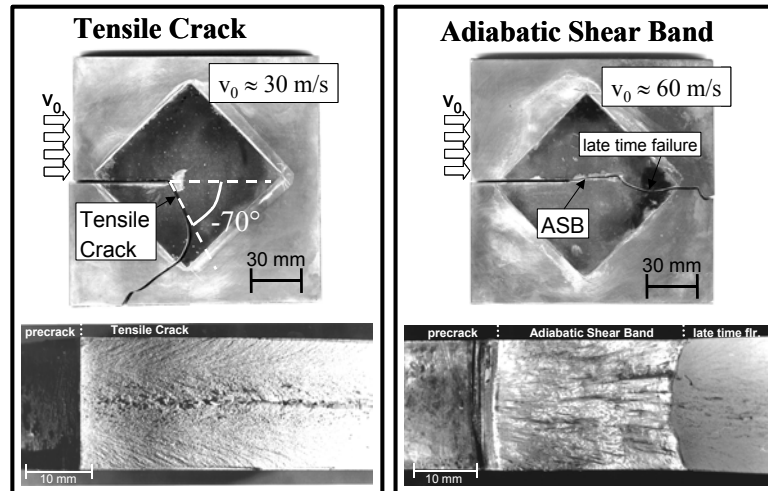 Tensile Crack
v₀ ≈ 30 m/s
v₀
Tensile
Crack
-70°
30 mm
precrack
Tensile Crack
10 mm
Adiabatic Shear Band
v₀ ≈ 60 m/s
v₀
late time failure
ASB
30 mm
precrack
Adiabatic Shear Band
late time flr.
10 mm